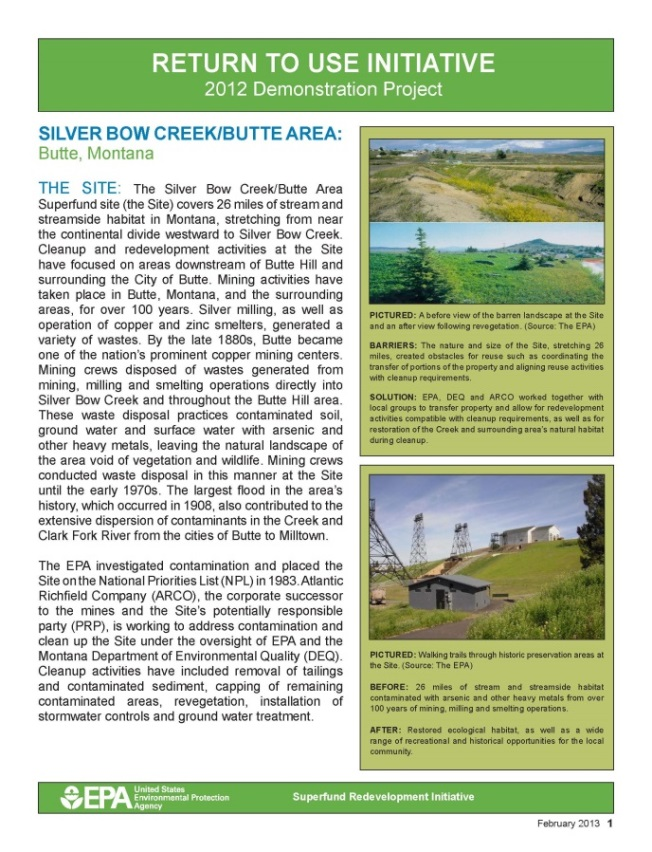 RETURN TO USE INITIATIVE
2012 Demonstration Project
SILVER BOW CREEK/BUTTE AREA:
Butte, Montana
THE SITE: The Silver Bow Creek/Butte Area
Superfund site (the Site) covers 26 miles of stream and
streamside habitat in Montana, stretching from near
the continental divide westward to Silver Bow Creek.
Cleanup and redevelopment activities at the Site
have focused on areas downstream of Butte Hill and
surrounding the City of Butte. Mining activities have
taken place in Butte, Montana, and the surrounding
areas, for over 100 years. Silver milling, as well as
operation of copper and zinc smelters, generated a
variety of wastes. By the late 1880s, Butte became
one of the nation's prominent copper mining centers.
Mining crews disposed of wastes generated from
mining, milling and smelting operations directly into
Silver Bow Creek and throughout the Butte Hill area.
These waste disposal practices contaminated soil,
ground water and surface water with arsenic and
other heavy metals, leaving the natural landscape of
the area void of vegetation and wildlife. Mining crews
conducted waste disposal in this manner at the Site
until the early 1970s. The largest flood in the area's
history, which occurred in 1908, also contributed to the
extensive dispersion of contaminants in the Creek and
Clark Fork River from the cities of Butte to Milltown.
The EPA investigated contamination and placed the
Site on the National Priorities List (NPL) in 1983. Atlantic
Richfield Company (ARCO), the corporate successor
to the mines and the Site's potentially responsible
party (PRP), is working to address contamination and
clean up the Site under the oversight of EPA and the
Montana Department of Environmental Quality (DEQ).
Cleanup activities have included removal of tailings
and contaminated sediment, capping of remaining
contaminated areas, revegetation, installation of
stormwater controls and ground water treatment.
PICTURED: A before view of the barren landscape at the Site
and an after view following revegetation. (Source: The EPA)
BARRIERS: The nature and size of the Site, stretching 26
miles, created obstacles for reuse such as coordinating the
transfer of portions of the property and aligning reuse activities
with cleanup requirements.
SOLUTION: EPA, DEQ and ARCO worked together with
local groups to transfer property and allow for redevelopment
activities compatible with cleanup requirements, as well as for
restoration of the Creek and surrounding area's natural habitat
during cleanup.
PICTURED: Walking trails through historic preservation areas at
the Site. (Source: The EPA)
BEFORE: 26 miles of stream and streamside habitat
contaminated with arsenic and other heavy metals from over
100 years of mining, milling and smelting operations.
AFTER: Restored ecological habitat, as well as a wide
range of recreational and historical opportunities for the local
community.
EPA United States
Environmental Protection
Agency
Superfund Redevelopment Initiative
February 2013 1